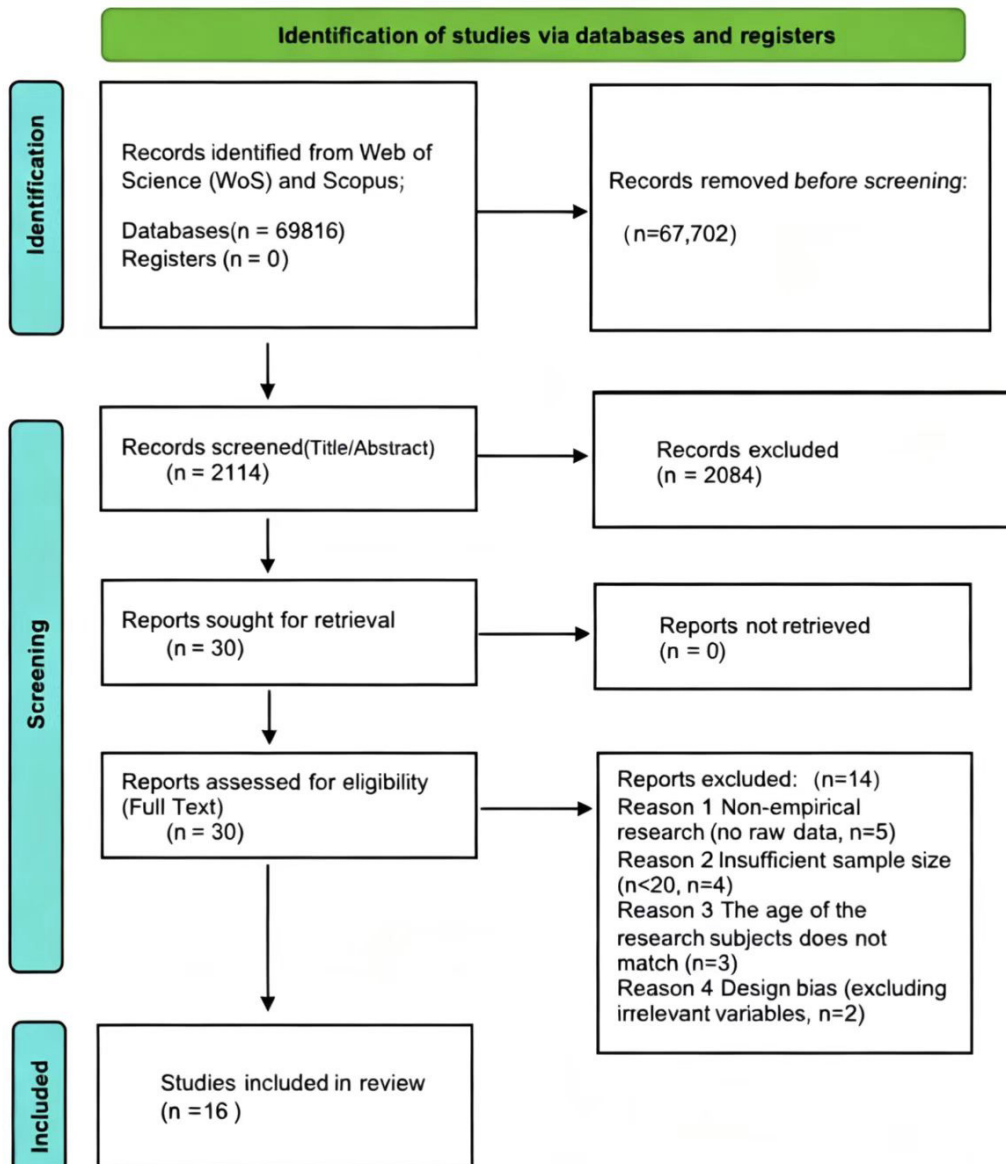 Identification of studies via databases and registers
Identification
Records identified from Web of
Science (WoS) and Scopus;
Databases(n = 69816)
Registers (n = 0)
Records removed before screening:
(n=67,702)
Screening
Records screened(Title/Abstract)
(n = 2114)
Records excluded
(n = 2084)
Reports sought for retrieval
(n = 30)
Reports not retrieved
(n = 0)
Reports assessed for eligibility
(Full Text)
(n = 30)
Reports excluded: (n=14)
Reason 1 Non-empirical
research (no raw data, n=5)
Reason 2 Insufficient sample size
(n<20, n=4)
Reason 3 The age of the
research subjects does not
match (n=3)
Reason 4 Design bias (excluding
irrelevant variables, n=2)
Included
Studies included in review
(n =16 )